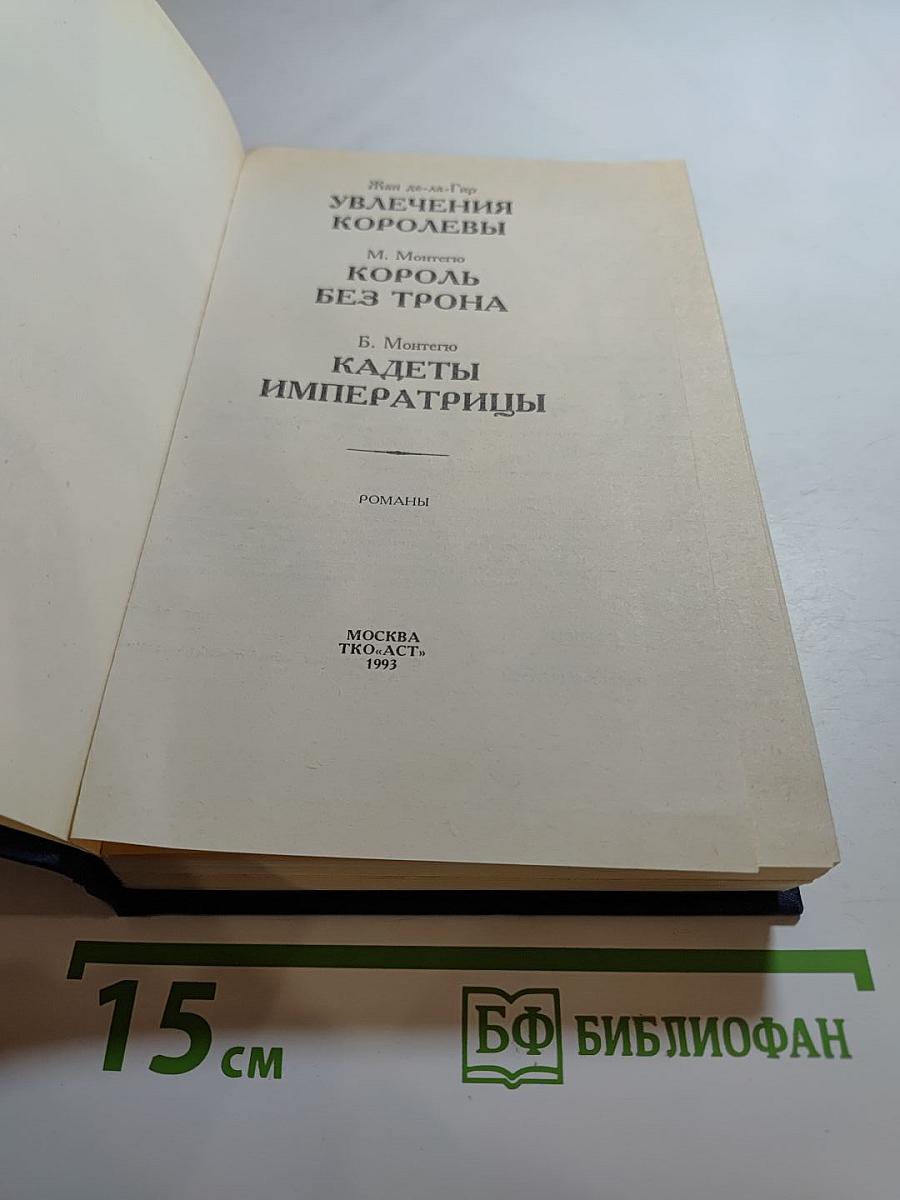 Жан де-ла-Гир
УВЛЕЧЕНИЯ
КОРОЛЕВЫ
М. Монтегю
КОРОЛЬ
БЕЗ ТРОНА
Б. Монтегю
КАДЕТЫ
ИМПЕРАТРИЦЫ
РОМАНЫ
МОСКВА
ТКО«АСТ»
1993
15 см
БФ БИБЛИОФАН